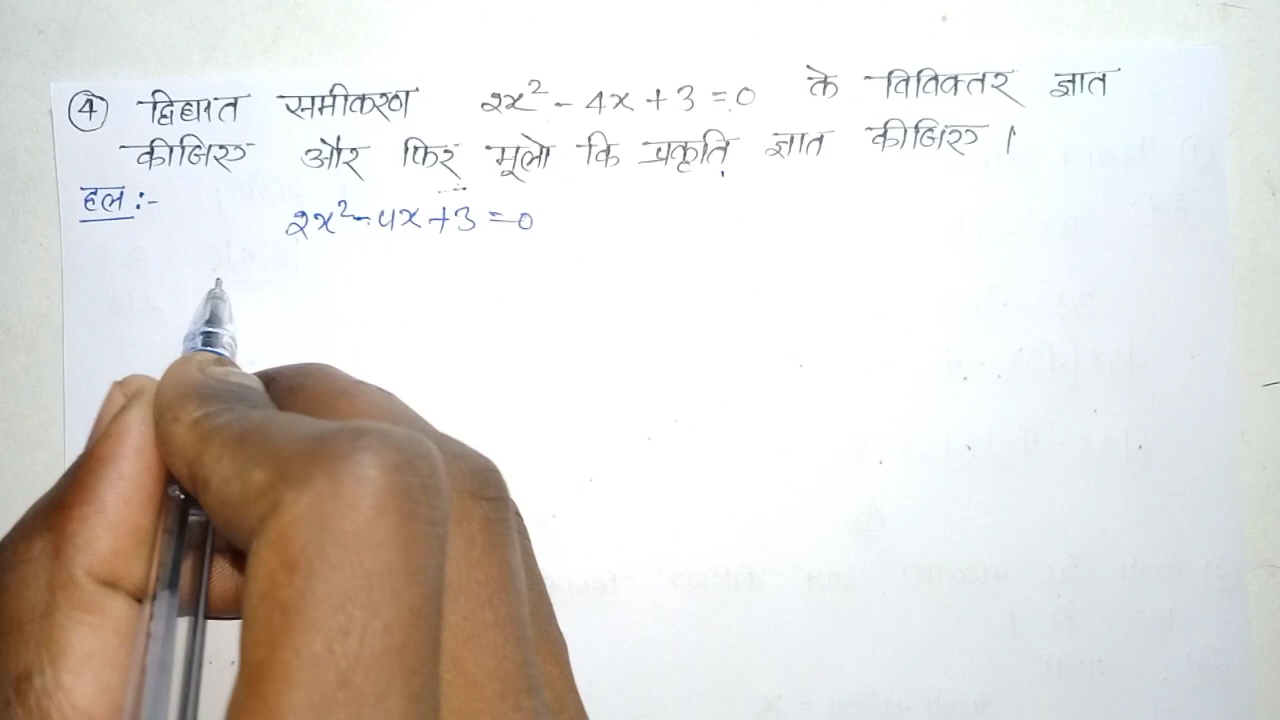 ④ द्विघात समीकरण 2x² - 4x + 3 = 0 के विविक्तर ज्ञात
कीजिए और फिर मूलो कि प्रकृति ज्ञात कीजिए ।
हल :-
2x² - 4x + 3 = 0